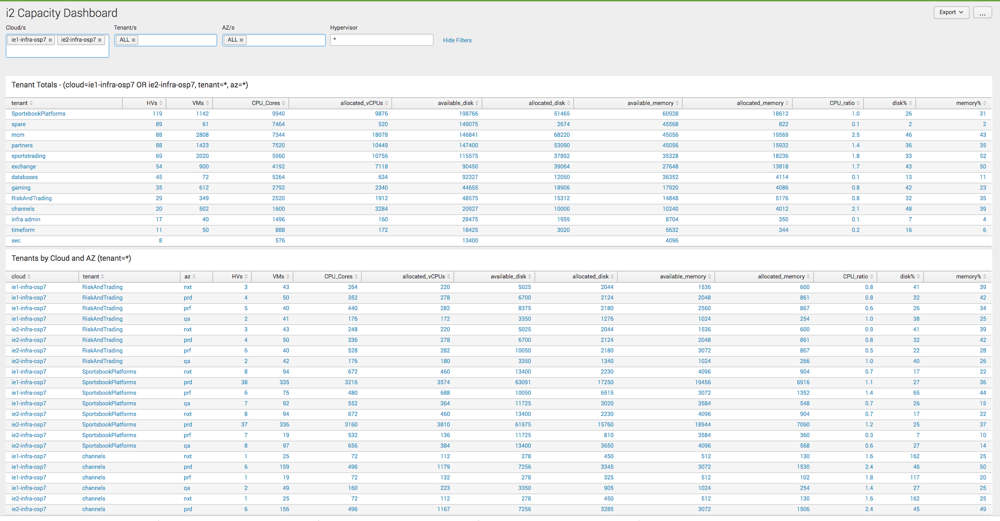 i2 Capacity Dashboard
Export
...
Cloud/s Tenant/s AZ/s Hypervisor
ie1-infra-osp7 × ie2-infra-osp7 × ALL × ALL × * Hide Filters
Tenant Totals - (cloud=ie1-infra-osp7 OR ie2-infra-osp7, tenant=*, az=*)
tenant HVs VMs CPU_Cores allocated_vCPUs available_disk allocated_disk available_memory allocated_memory CPU_ratio disk% memory%
SportsbookPlatforms 119 1142 9940 9876 198766 51465 60928 18612 1.0 26 31
spare 89 61 7464 520 149075 2674 45568 822 0.1 2 2
mcm 88 2808 7344 18078 146841 68220 45056 19569 2.5 46 43
partners 88 1423 7520 10449 147400 53090 45056 15932 1.4 36 35
sportstrading 69 2020 5960 10756 115575 37892 35328 18236 1.8 33 52
exchange 54 900 4192 7118 90450 39064 27648 13818 1.7 43 50
databases 45 72 5264 634 92327 12050 36352 4114 0.1 13 11
gaming 35 612 2792 2340 44655 18906 17920 4086 0.8 42 23
RiskAndTrading 29 349 2520 1912 48575 15312 14848 5176 0.8 32 35
channels 20 502 1600 3284 20927 10000 10240 4012 2.1 48 39
infra admin 17 40 1496 160 28475 1959 8704 350 0.1 7 4
timeform 11 50 888 172 18425 3020 5632 344 0.2 16 6
sec 8 576 13400 4096
Tenants by Cloud and AZ (tenant=*)
cloud tenant az HVs VMs CPU_Cores allocated_vCPUs available_disk allocated_disk available_memory allocated_memory CPU_ratio disk% memory%
ie1-infra-osp7 RiskAndTrading nxt 3 43 264 220 5025 2044 1536 600 0.8 41 39
ie1-infra-osp7 RiskAndTrading prd 4 50 352 278 6700 2124 2048 861 0.8 32 42
ie1-infra-osp7 RiskAndTrading prf 5 40 440 282 8375 2180 2560 867 0.6 26 34
ie1-infra-osp7 RiskAndTrading qa 2 41 176 172 3350 1276 1024 254 1.0 38 25
ie2-infra-osp7 RiskAndTrading nxt 3 43 248 220 5025 2044 1536 600 0.9 41 39
ie2-infra-osp7 RiskAndTrading prd 4 50 336 278 6700 2124 2048 861 0.8 32 42
ie2-infra-osp7 RiskAndTrading prf 6 40 528 282 10050 2180 3072 867 0.5 22 28
ie2-infra-osp7 RiskAndTrading qa 2 42 176 180 3350 1340 1024 266 1.0 40 26
ie1-infra-osp7 SportsbookPlatforms nxt 8 94 672 460 13400 2230 4096 904 0.7 17 22
ie1-infra-osp7 SportsbookPlatforms prd 38 335 3216 3574 63091 17250 19456 6916 1.1 27 36
ie1-infra-osp7 SportsbookPlatforms prf 6 75 480 688 10050 6515 3072 1352 1.4 65 44
ie1-infra-osp7 SportsbookPlatforms qa 7 92 552 364 11725 3020 3584 548 0.7 26 15
ie2-infra-osp7 SportsbookPlatforms nxt 8 94 672 460 13400 2230 4096 904 0.7 17 22
ie2-infra-osp7 SportsbookPlatforms prd 37 336 3160 3810 61975 15760 18944 7060 1.2 25 37
ie2-infra-osp7 SportsbookPlatforms prf 7 19 532 136 11725 810 3584 360 0.3 7 10
ie2-infra-osp7 SportsbookPlatforms qa 8 97 656 384 13400 3650 4096 568 0.6 27 14
ie1-infra-osp7 channels nxt 1 25 72 112 278 450 512 130 1.6 162 25
ie1-infra-osp7 channels prd 6 159 496 1179 7256 3345 3072 1530 2.4 46 50
ie1-infra-osp7 channels prf 1 19 72 132 278 325 512 102 1.8 117 20
ie1-infra-osp7 channels qa 2 49 160 223 3350 905 1024 254 1.4 27 25
ie2-infra-osp7 channels nxt 1 25 72 112 278 450 512 130 1.6 162 25
ie2-infra-osp7 channels prd 6 156 496 1167 7256 3285 3072 1506 2.4 45 49